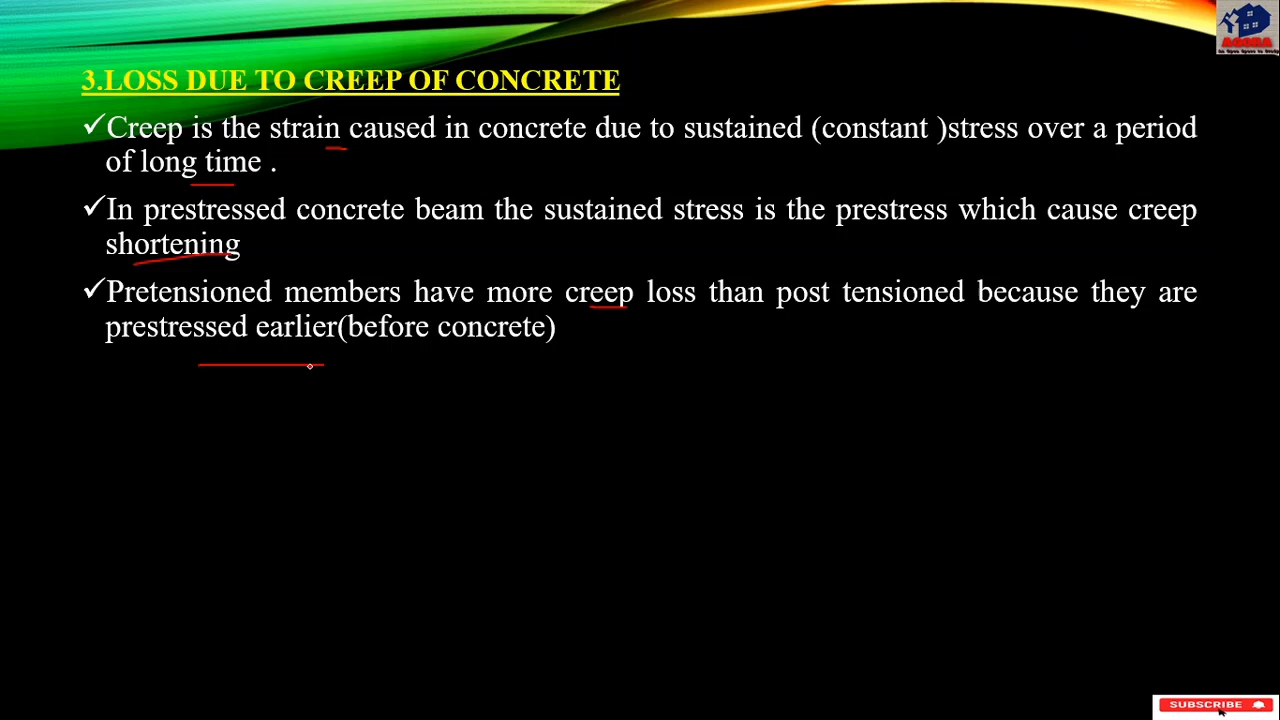 3.LOSS DUE TO CREEP OF CONCRETE
✓Creep is the strain caused in concrete due to sustained (constant )stress over a period
of long time .
✓In prestressed concrete beam the sustained stress is the prestress which cause creep
shortening
✓Pretensioned members have more creep loss than post tensioned because they are
prestressed earlier(before concrete)
AGORA
SUBSCRIBE